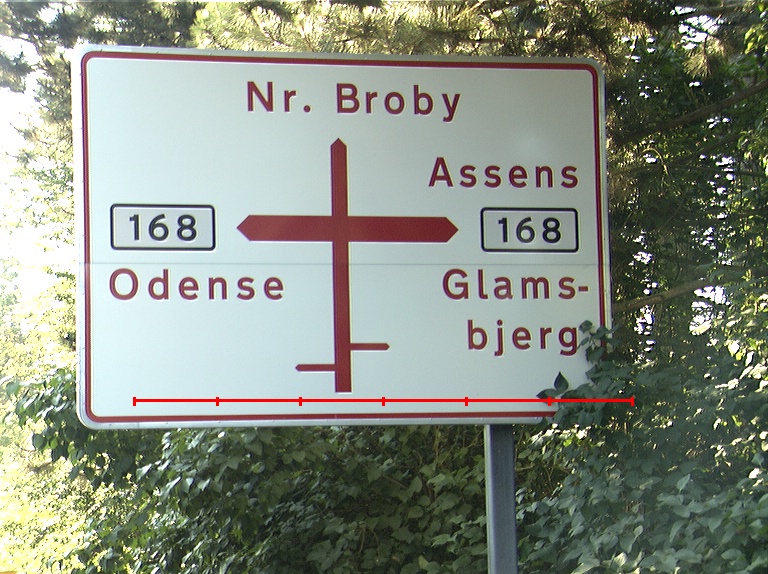 Nr. Broby
Assens
168
168
Odense
Glams-
bjerg